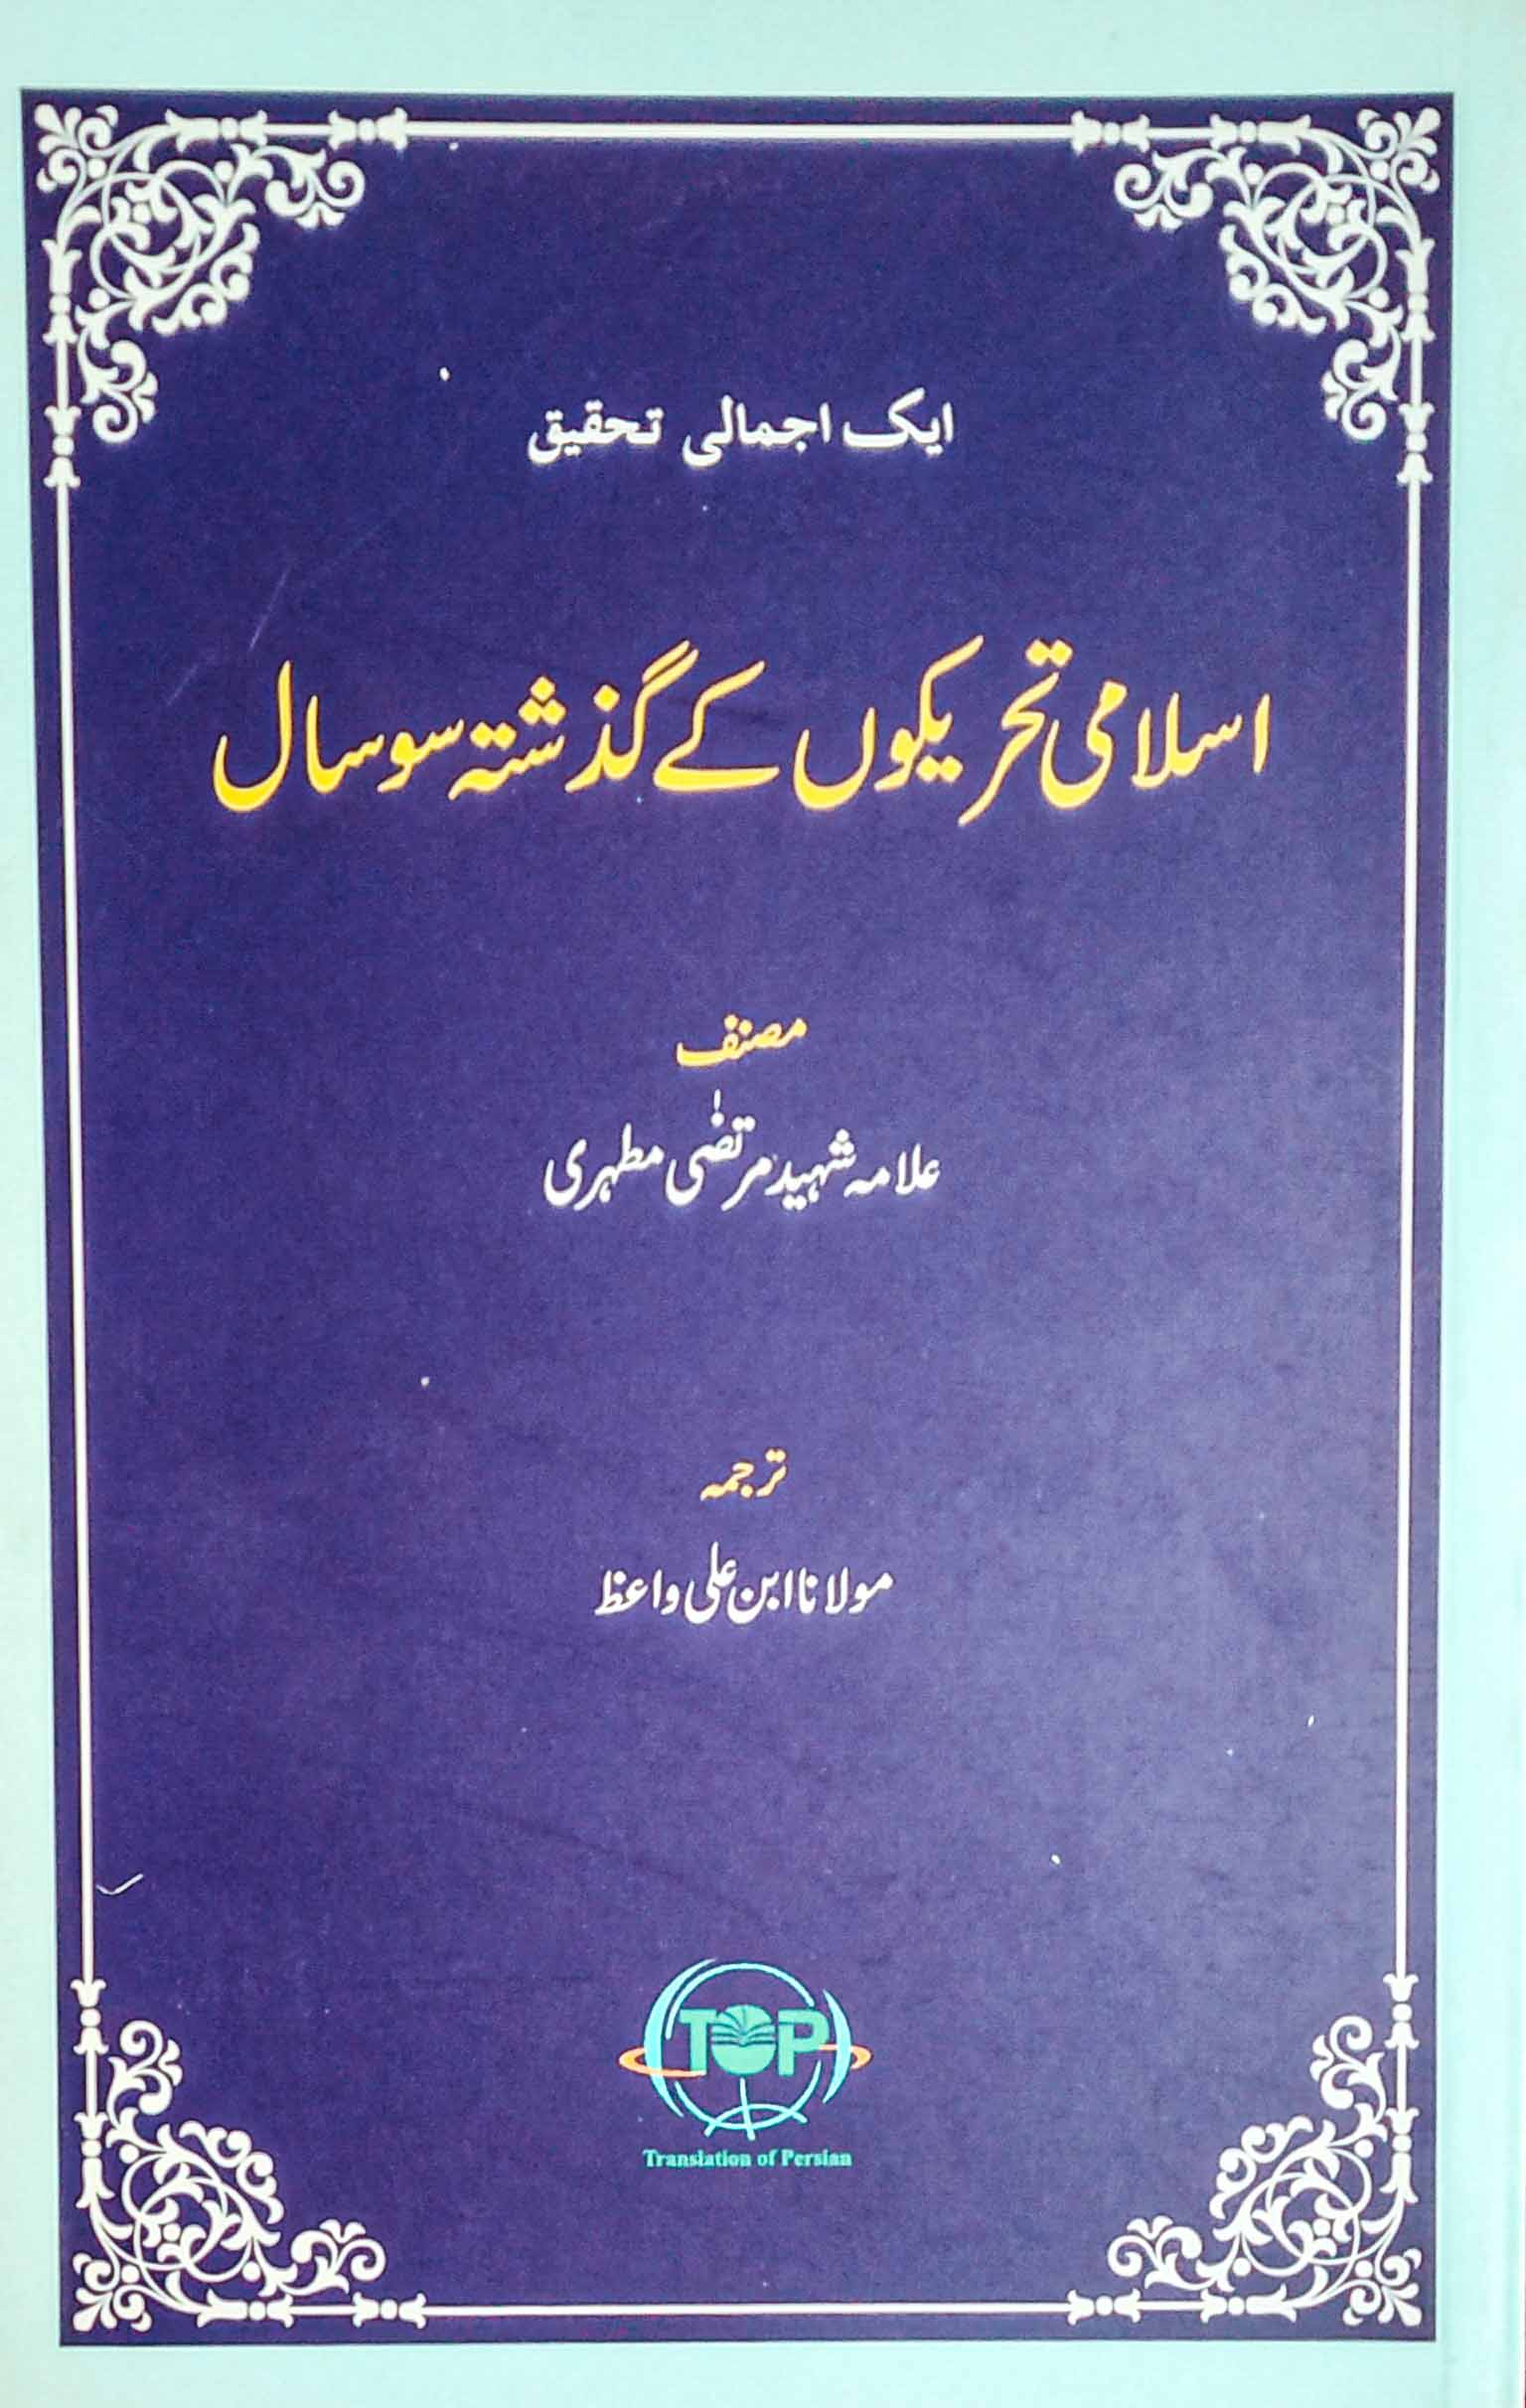 ایک اجمالی تحقیق
اسلامی تحریکوں کے گذشتہ سو سال
مصنف
علامہ شہید مرتضیٰ مطہری
ترجمہ
مولانا ابن علی واعظ
TOP
Translation of Persian